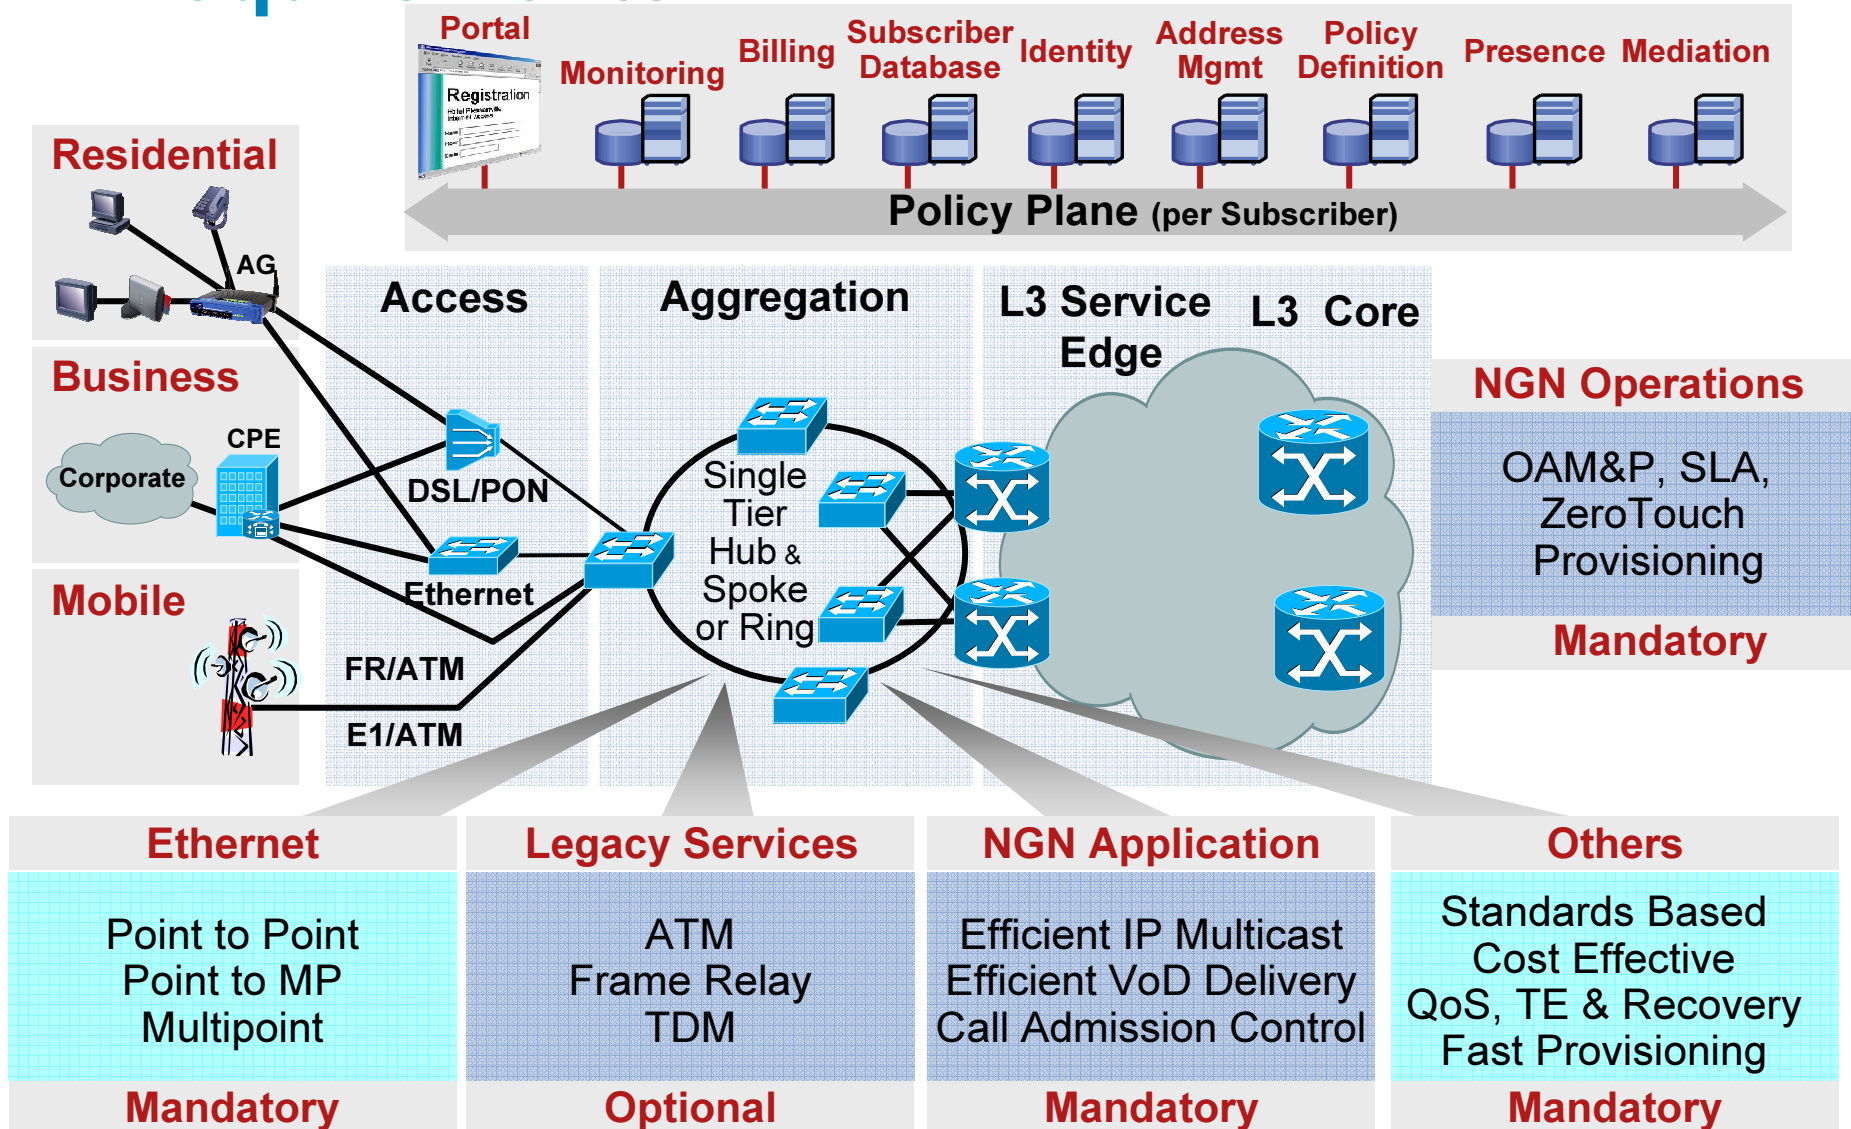 Portal
Monitoring
Billing
Subscriber
Database
Identity
Address
Mgmt
Policy
Definition
Presence
Mediation
Registration
Internet Access
Policy Plane (per Subscriber)
Residential
AG
Business
CPE
Corporate
Mobile
Access
DSL/PON
Ethernet
FR/ATM
E1/ATM
Aggregation
Single
Tier
Hub &
Spoke
or Ring
L3 Service
Edge
L3 Core
NGN Operations
OAM&P, SLA,
ZeroTouch
Provisioning
Mandatory
Ethernet
Point to Point
Point to MP
Multipoint
Mandatory
Legacy Services
ATM
Frame Relay
TDM
Optional
NGN Application
Efficient IP Multicast
Efficient VoD Delivery
Call Admission Control
Mandatory
Others
Standards Based
Cost Effective
QoS, TE & Recovery
Fast Provisioning
Mandatory